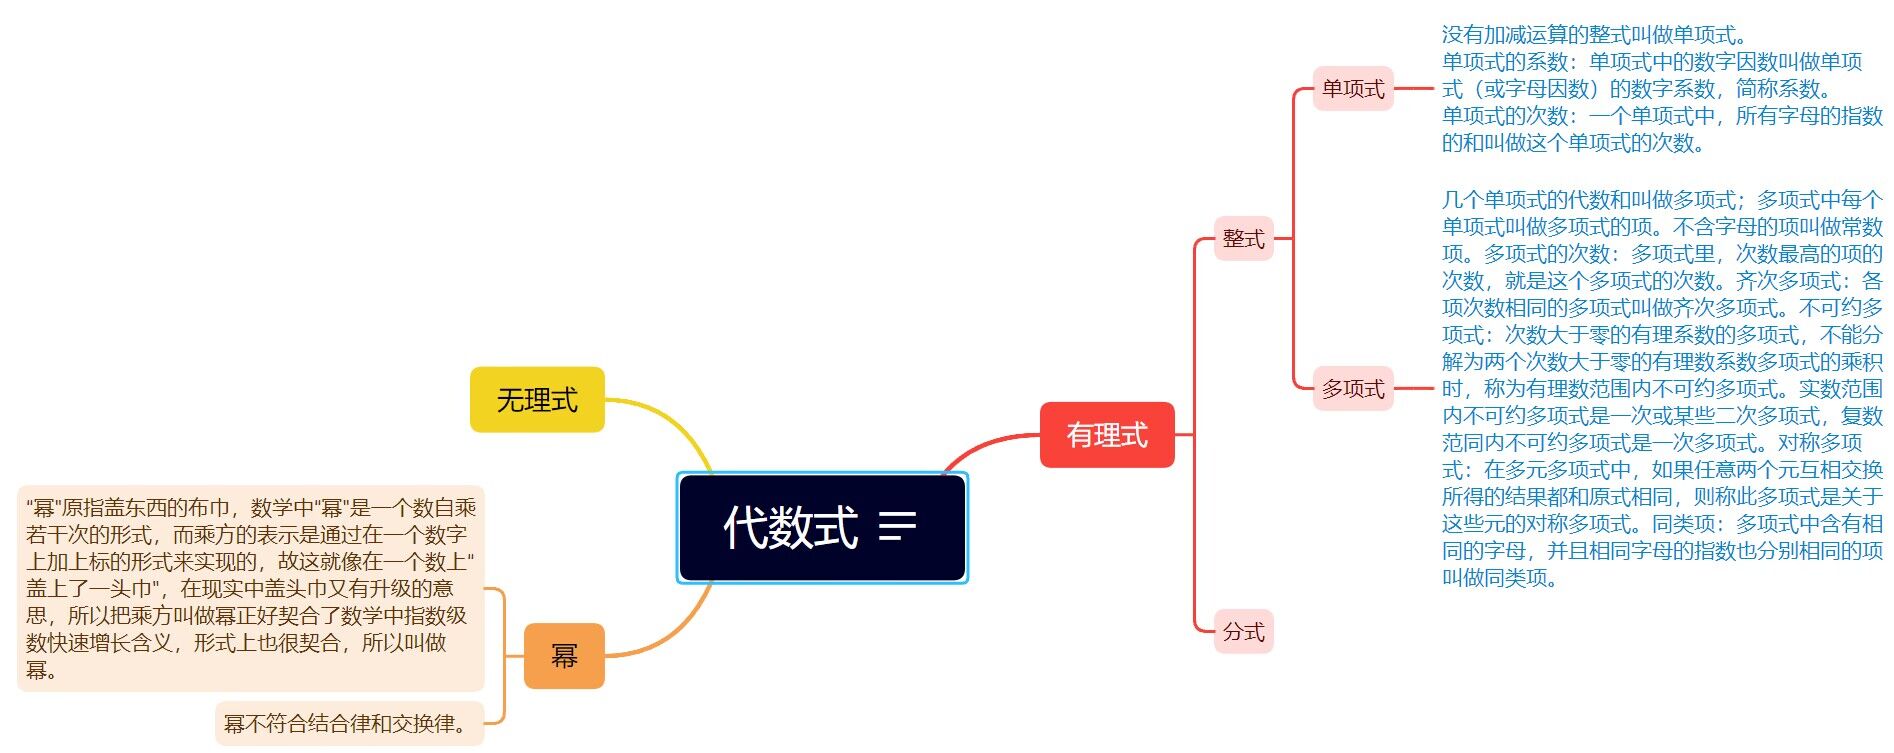 没有加减运算的整式叫做单项式。
单项式的系数：单项式中的数字因数叫做单项
式（或字母因数）的数字系数，简称系数。
单项式的次数：一个单项式中，所有字母的指数
的和叫做这个单项式的次数。
单项式
几个单项式的代数和叫做多项式；多项式中每个
单项式叫做多项式的项。不含字母的项叫做常数
项。多项式的次数：多项式里，次数最高的项的
次数，就是这个多项式的次数。齐次多项式：各
项次数相同的多项式叫做齐次多项式。不可约多
项式：次数大于零的有理系数的多项式，不能分
解为两个次数大于零的有理数系数多项式的乘积
时，称为有理数范围内不可约多项式。实数范围
内不可约多项式是一次或某些二次多项式，复数
范同内不可约多项式是一次多项式。对称多项
式：在多元多项式中，如果任意两个元互相交换
所得的结果都和原式相同，则称此多项式是关于
这些元的对称多项式。同类项：多项式中含有相
同的字母，并且相同字母的指数也分别相同的项
叫做同类项。
整式
多项式
无理式
有理式
代数式
分式
"幂"原指盖东西的布巾，数学中"幂"是一个数自乘
若干次的形式，而乘方的表示是通过在一个数字
上加上标的形式来实现的，故这就像在一个数上"
盖上了一头巾"，在现实中盖头巾又有升级的意
思，所以把乘方叫做幂正好契合了数学中指数级
数快速增长含义，形式上也很契合，所以叫做
幂。
幂
幂不符合结合律和交换律。